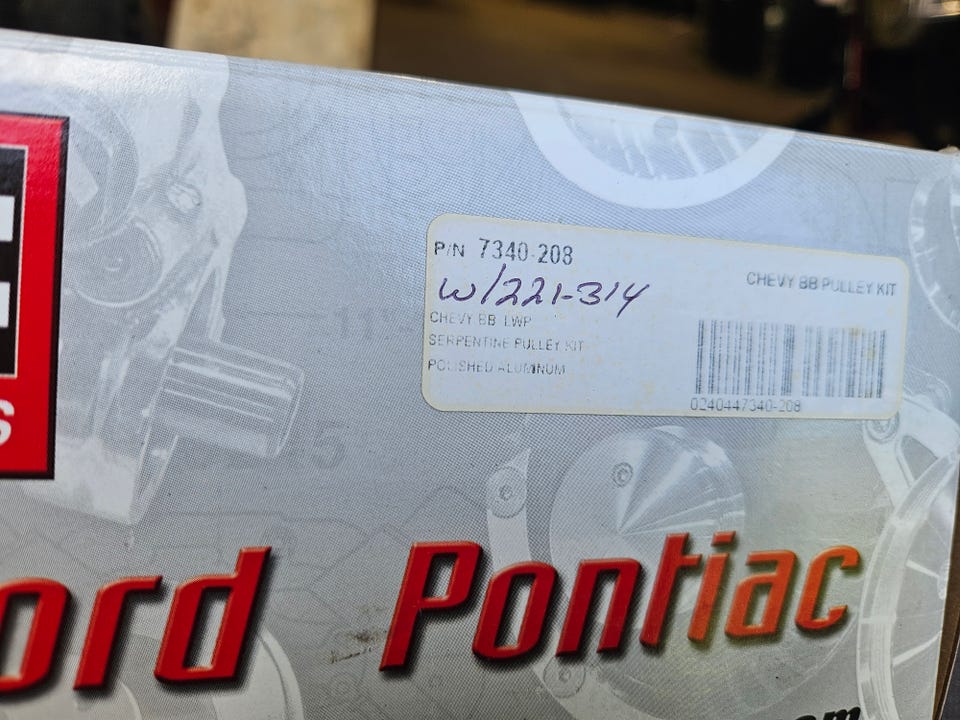 P/N 7340-208
w/221-314
CHEVY BB PULLEY KIT
CHEVY BB LWP
SERPENTINE PULLEY KIT
POLISHED ALUMINUM
0240447340-208
ord Pontiac